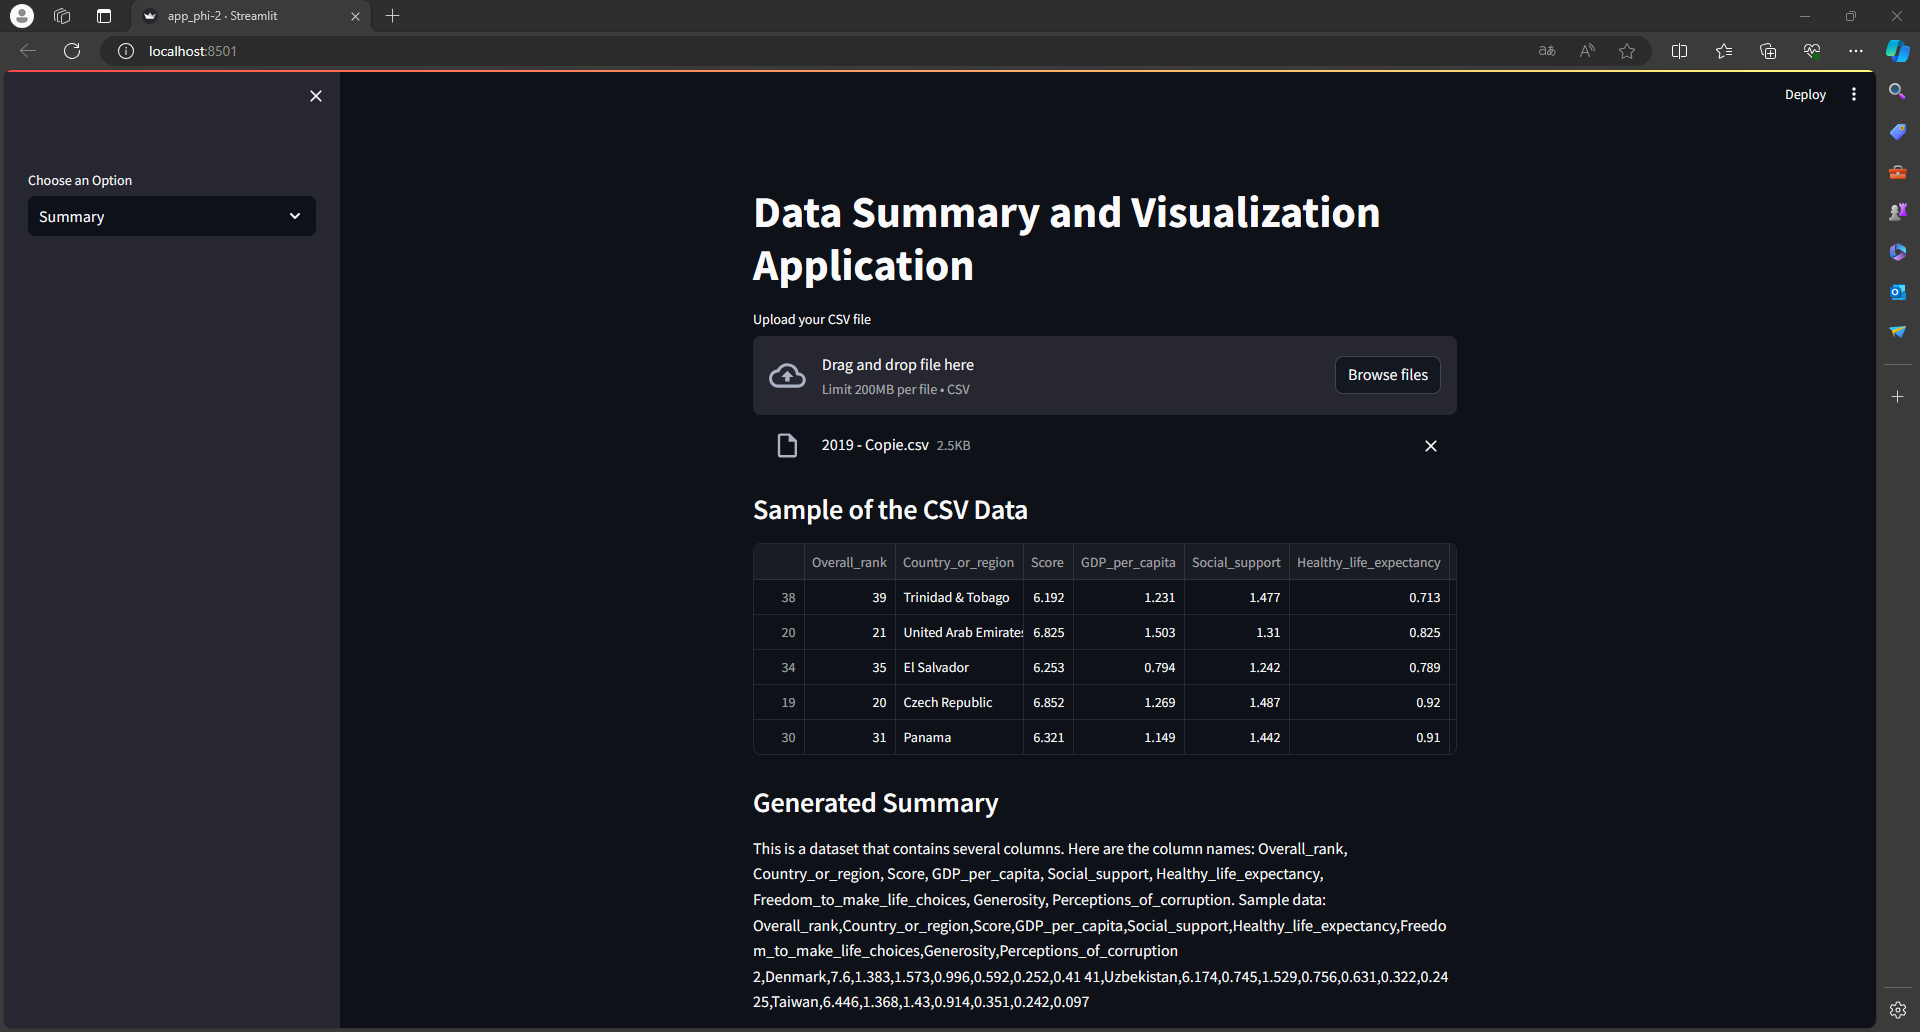 app_phi-2 · Streamlit
localhost:8501
Deploy
Choose an Option
Summary
Data Summary and Visualization
Application
Upload your CSV file
Drag and drop file here
Limit 200MB per file • CSV
Browse files
2019 - Copie.csv 2.5KB
Sample of the CSV Data
Overall_rank Country_or_region Score GDP_per_capita Social_support Healthy_life_expectancy
38 39 Trinidad & Tobago 6.192 1.231 1.477 0.713
20 21 United Arab Emirates 6.825 1.503 1.31 0.825
34 35 El Salvador 6.253 0.794 1.242 0.789
19 20 Czech Republic 6.852 1.269 1.487 0.92
30 31 Panama 6.321 1.149 1.442 0.91
Generated Summary
This is a dataset that contains several columns. Here are the column names: Overall_rank,
Country_or_region, Score, GDP_per_capita, Social_support, Healthy_life_expectancy,
Freedom_to_make_life_choices, Generosity, Perceptions_of_corruption. Sample data:
Overall_rank,Country_or_region,Score,GDP_per_capita,Social_support,Healthy_life_expectancy,Freedo
m_to_make_life_choices,Generosity,Perceptions_of_corruption
2,Denmark,7.6,1.383,1.573,0.996,0.592,0.252,0.41 41,Uzbekistan,6.174,0.745,1.529,0.756,0.631,0.322,0.24
25,Taiwan,6.446,1.368,1.43,0.914,0.351,0.242,0.097